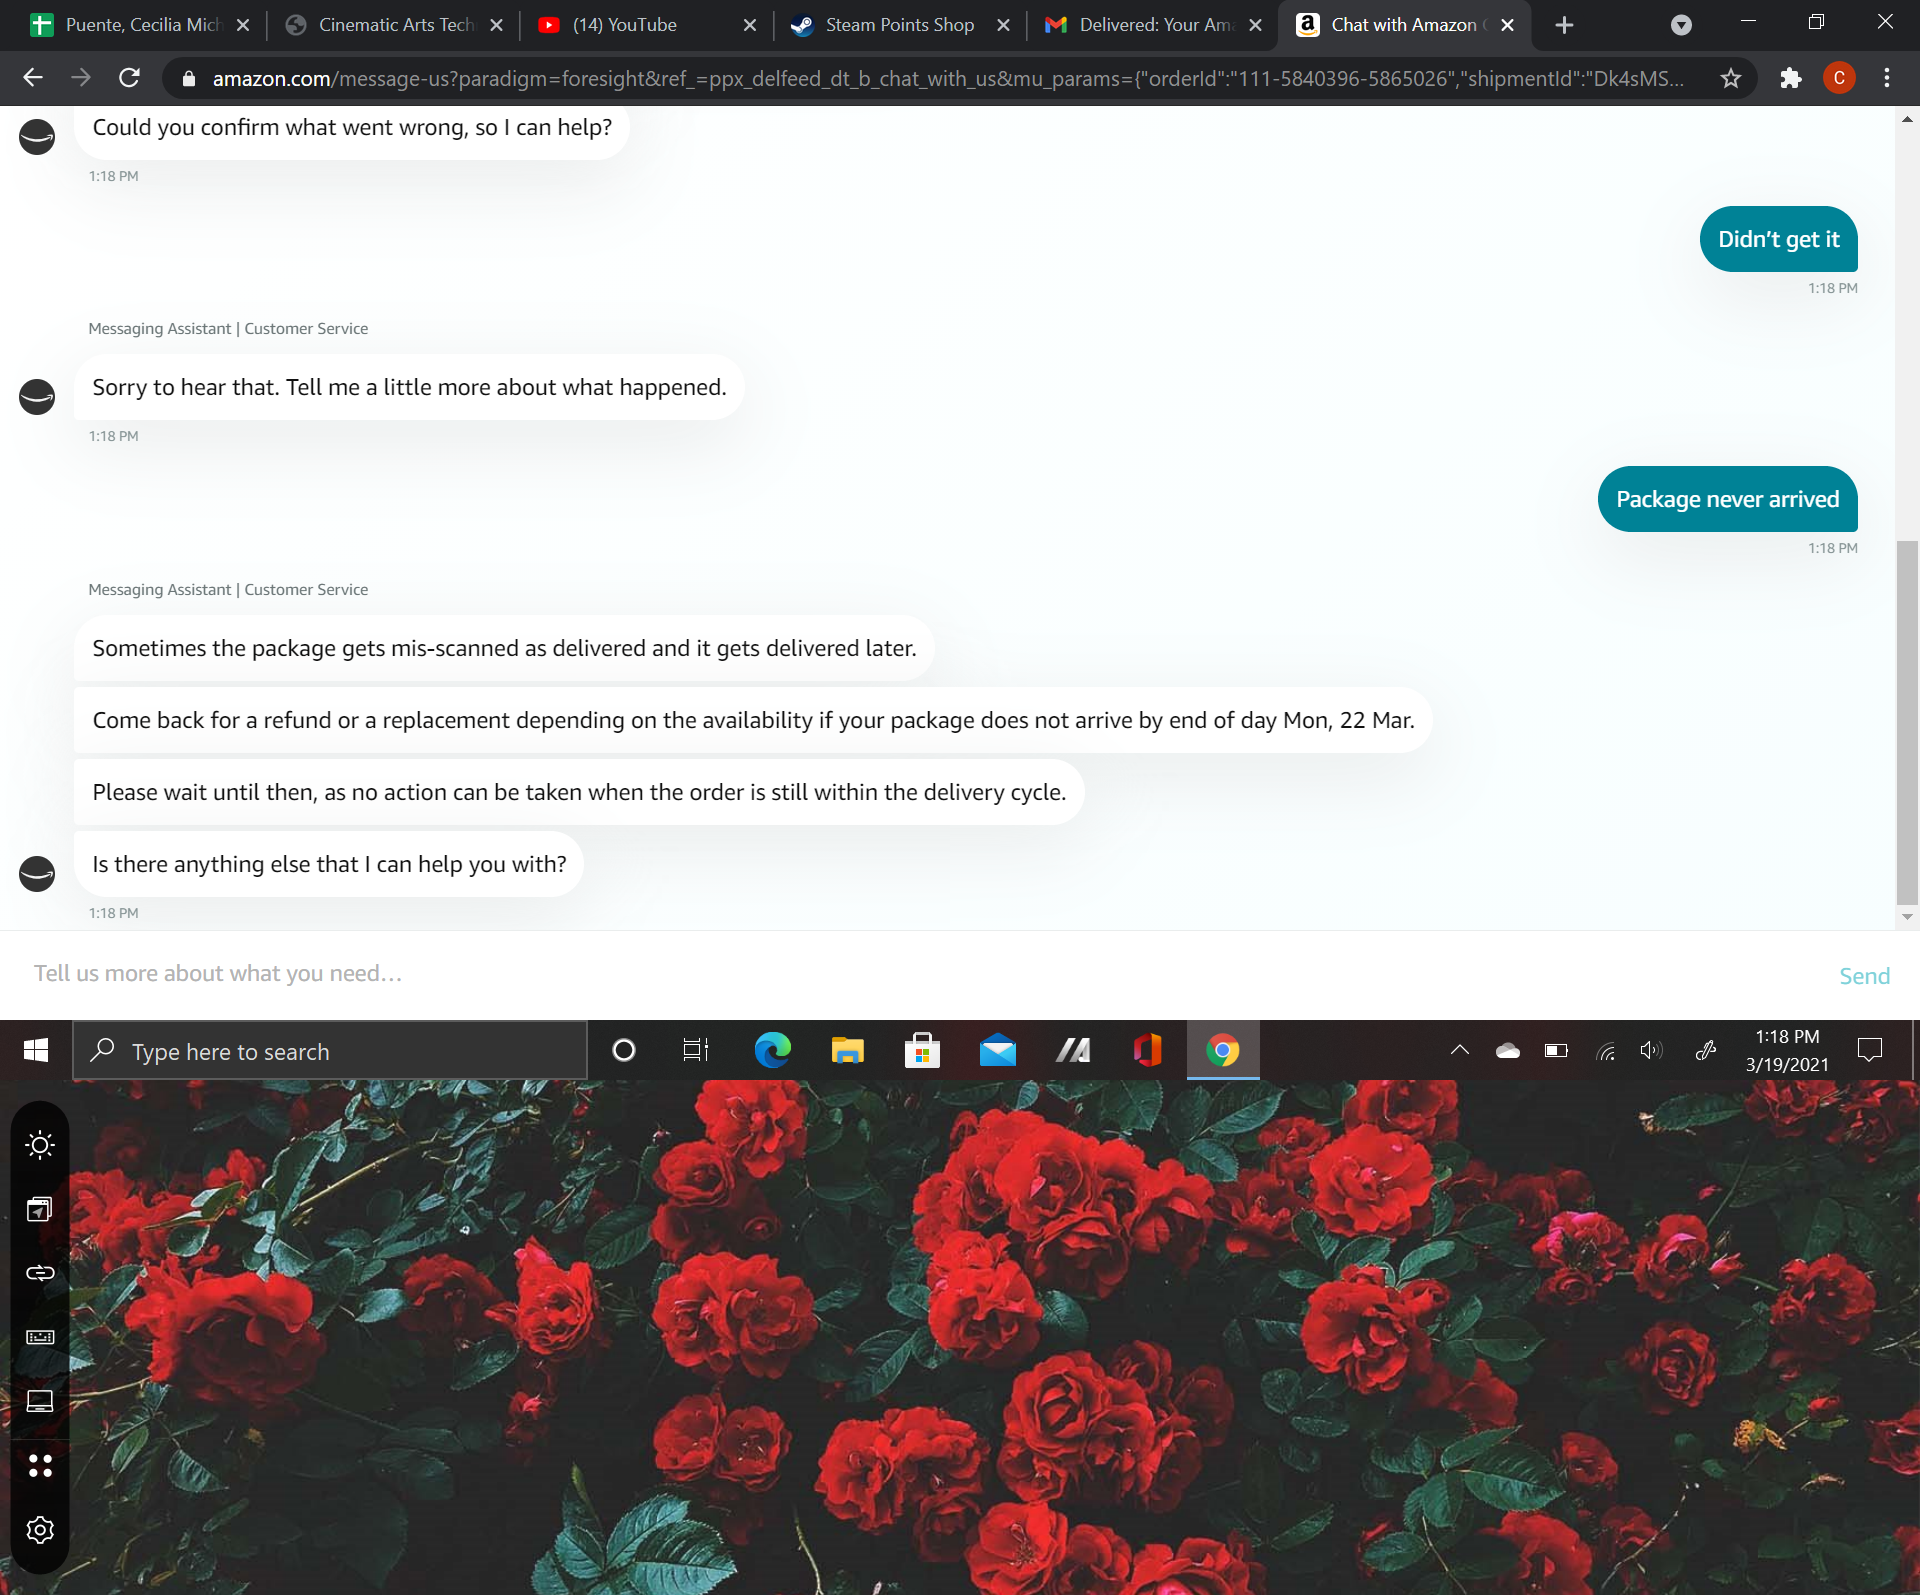 Puente, Cecilia Mich
Cinematic Arts Tech
(14) YouTube
Steam Points Shop
Delivered: Your Ama
Chat with Amazon
amazon.com/message-us?paradigm=foresight&ref_=ppx_delfeed_dt_b_chat_with_us&mu_params={"orderId":"111-5840396-5865026","shipmentId":"Dk4sMS...
C
Could you confirm what went wrong, so I can help?
1:18 PM
Didn't get it
1:18 PM
Messaging Assistant | Customer Service
Sorry to hear that. Tell me a little more about what happened.
1:18 PM
Package never arrived
1:18 PM
Messaging Assistant | Customer Service
Sometimes the package gets mis-scanned as delivered and it gets delivered later.
Come back for a refund or a replacement depending on the availability if your package does not arrive by end of day Mon, 22 Mar.
Please wait until then, as no action can be taken when the order is still within the delivery cycle.
Is there anything else that I can help you with?
1:18 PM
Tell us more about what you need...
Send
Type here to search
1:18 PM
3/19/2021